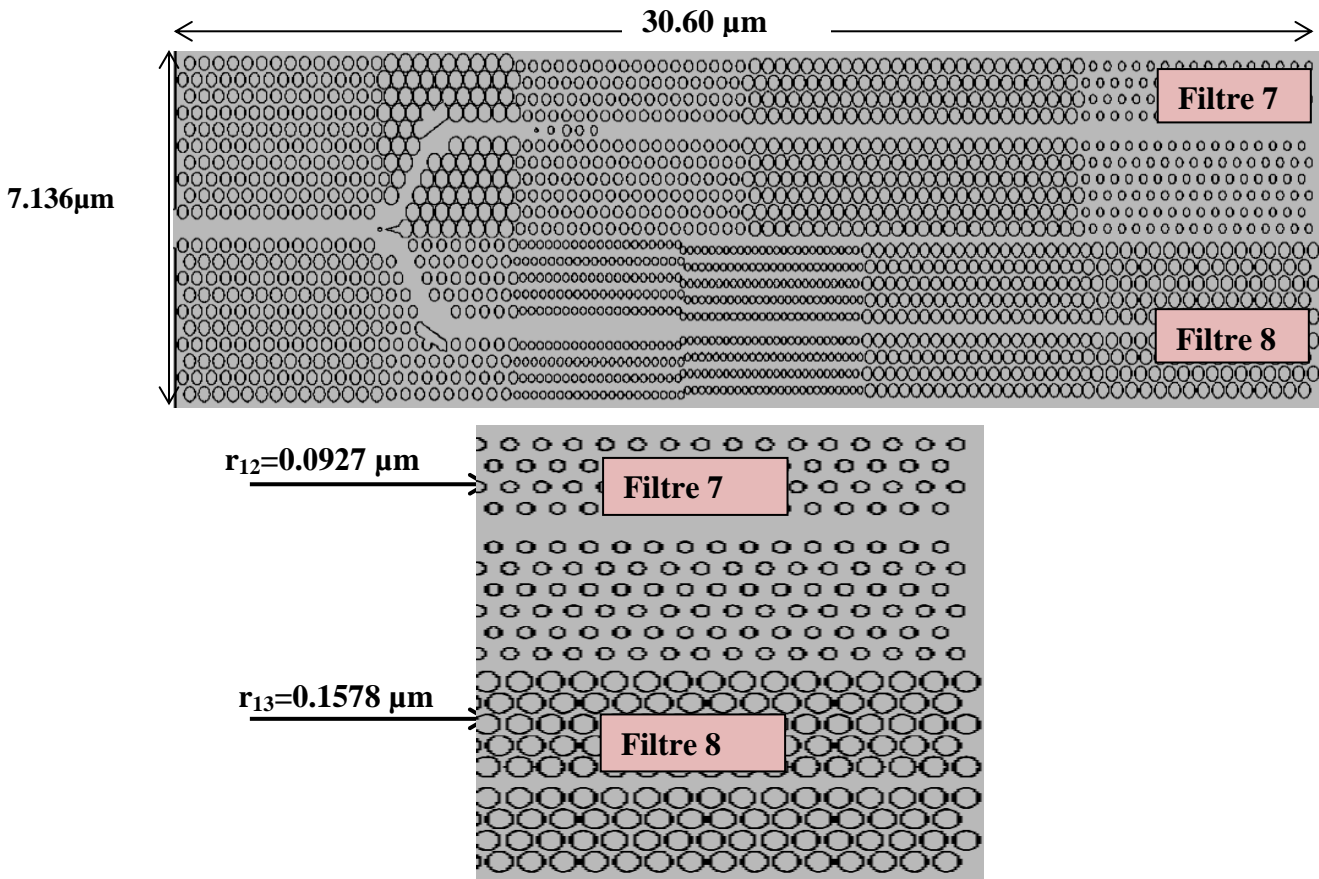 30.60 µm
Filtre 7
7.136µm
Filtre 8
r₁₂=0.0927 µm
Filtre 7
r₁₃=0.1578 µm
Filtre 8